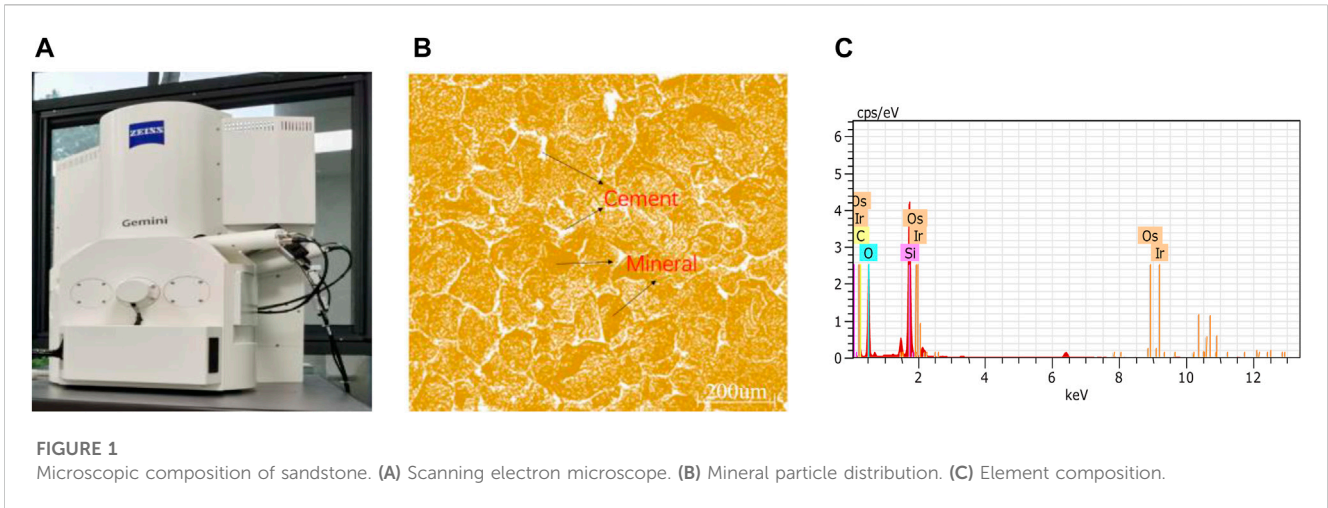 A
B
C
ZEISS
Gemini
Cement
Mineral
200um
cps/eV
6
5
4
3
2
1
0
Os
Ir
C
O
Os
Ir
Si
Os
Ir
2
4
6
8
10
12
keV
FIGURE 1
Microscopic composition of sandstone. (A) Scanning electron microscope. (B) Mineral particle distribution. (C) Element composition.